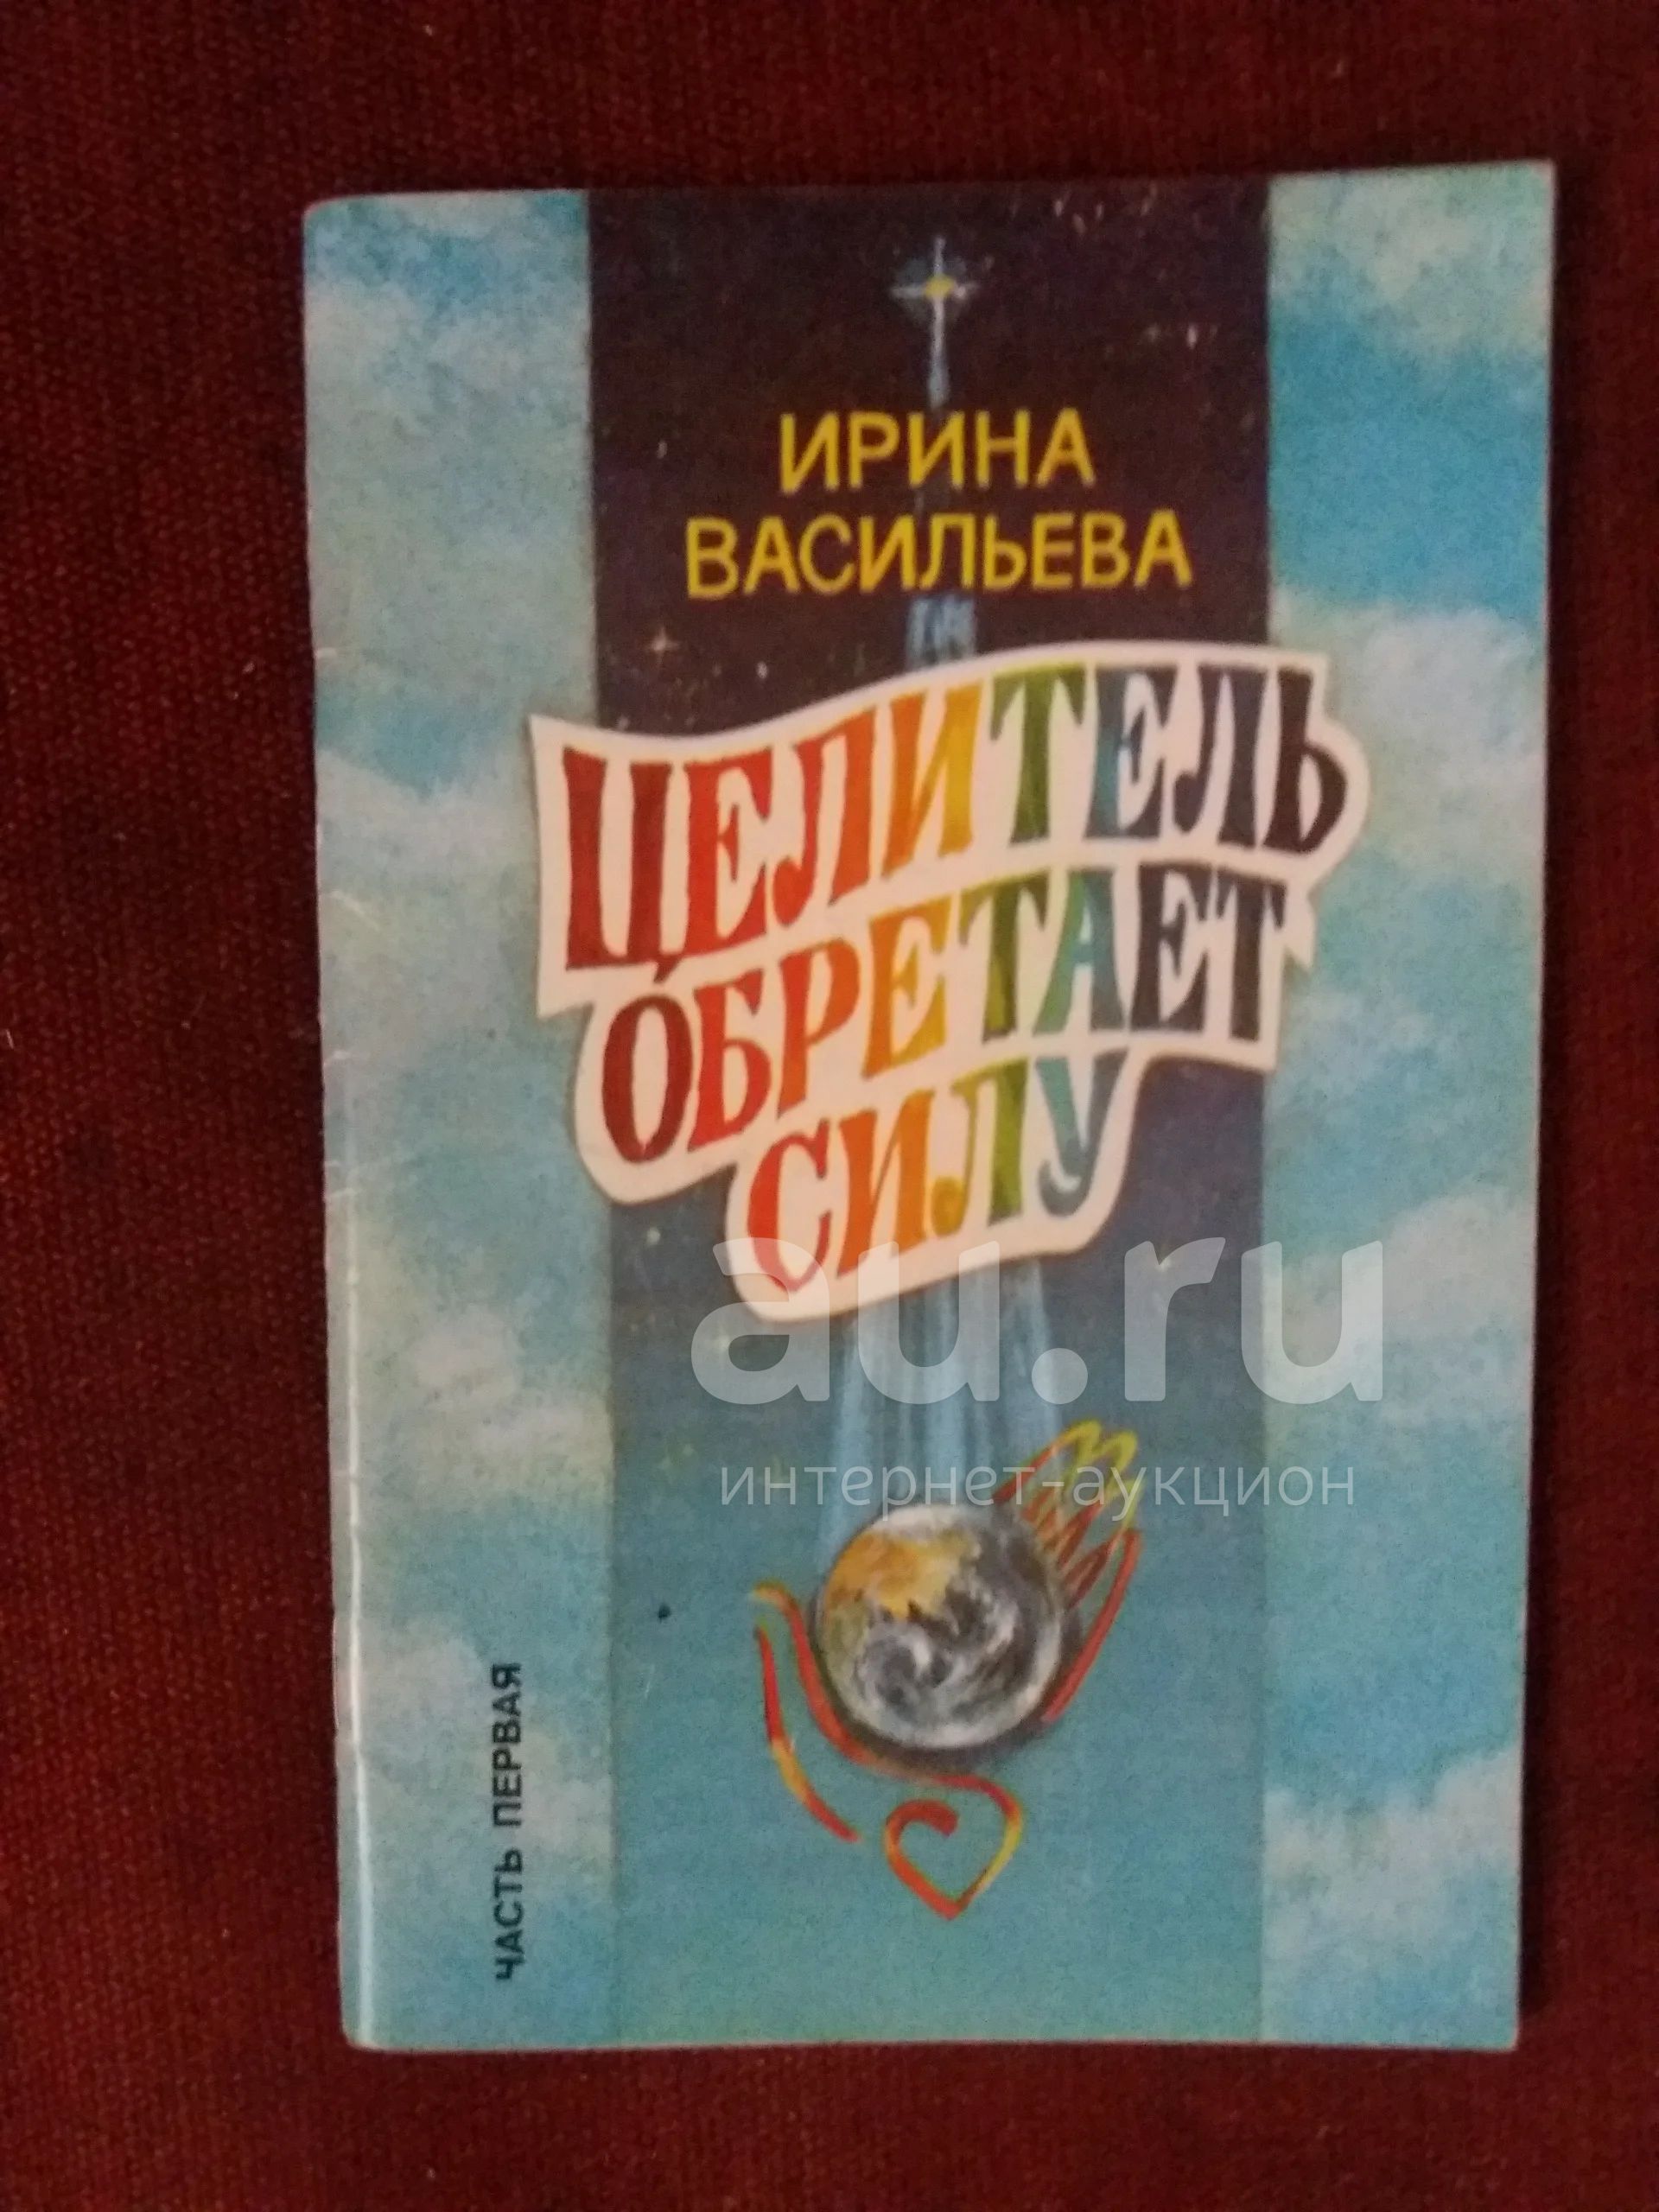 ИРИНА
ВАСИЛЬЕВА
ЦЕЛИТЕЛЬ
ОБРЕТАЕТ
СИЛУ
au.ru
интернет-аукцион
ЧАСТЬ ПЕРВАЯ